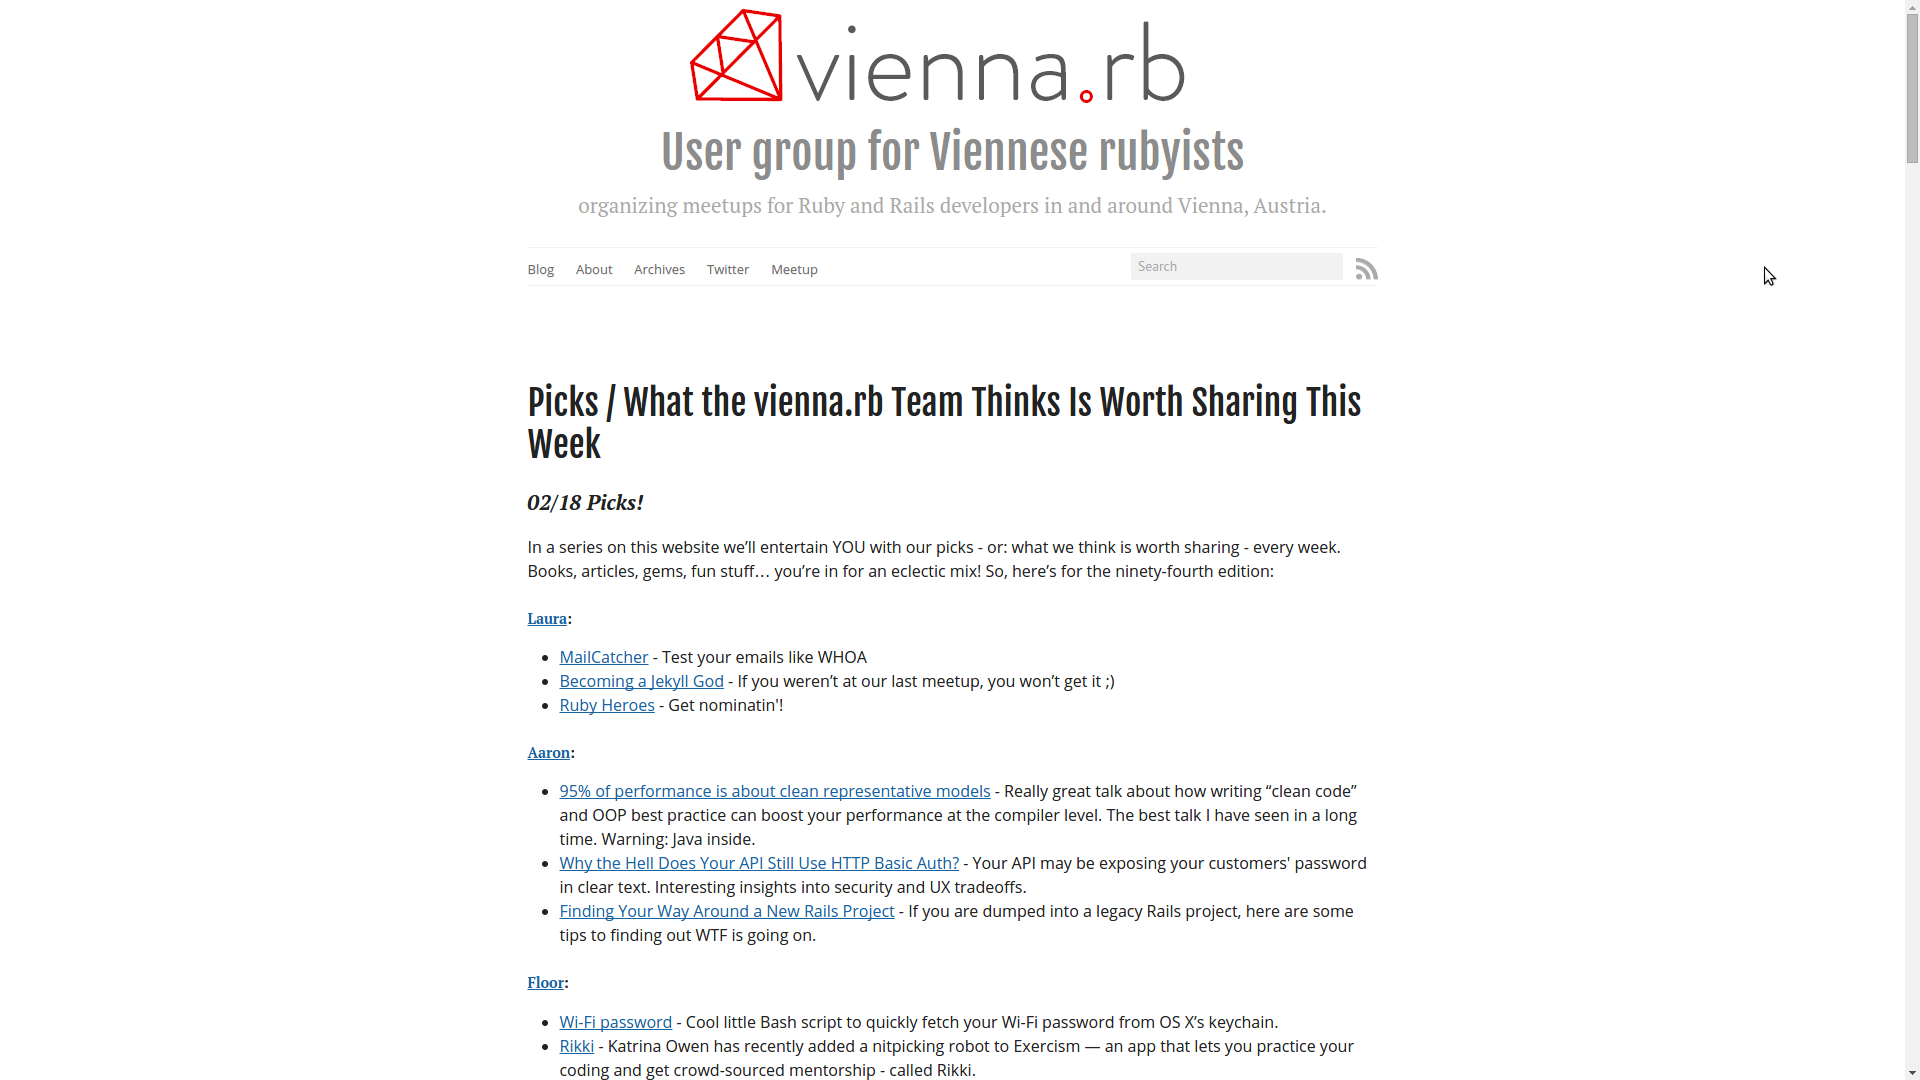 vienna.rb
User group for Viennese rubyists
organizing meetups for Ruby and Rails developers in and around Vienna, Austria.
Blog About Archives Twitter Meetup Search
Picks / What the vienna.rb Team Thinks Is Worth Sharing This
Week
02/18 Picks!
In a series on this website we’ll entertain YOU with our picks - or: what we think is worth sharing - every week.
Books, articles, gems, fun stuff… you’re in for an eclectic mix! So, here’s for the ninety-fourth edition:
Laura:
• MailCatcher - Test your emails like WHOA
• Becoming a Jekyll God - If you weren’t at our last meetup, you won’t get it ;)
• Ruby Heroes - Get nominatin'!
Aaron:
• 95% of performance is about clean representative models - Really great talk about how writing “clean code”
and OOP best practice can boost your performance at the compiler level. The best talk I have seen in a long
time. Warning: Java inside.
• Why the Hell Does Your API Still Use HTTP Basic Auth? - Your API may be exposing your customers' password
in clear text. Interesting insights into security and UX tradeoffs.
• Finding Your Way Around a New Rails Project - If you are dumped into a legacy Rails project, here are some
tips to finding out WTF is going on.
Floor:
• Wi-Fi password - Cool little Bash script to quickly fetch your Wi-Fi password from OS X’s keychain.
• Rikki - Katrina Owen has recently added a nitpicking robot to Exercism — an app that lets you practice your
coding and get crowd-sourced mentorship - called Rikki.